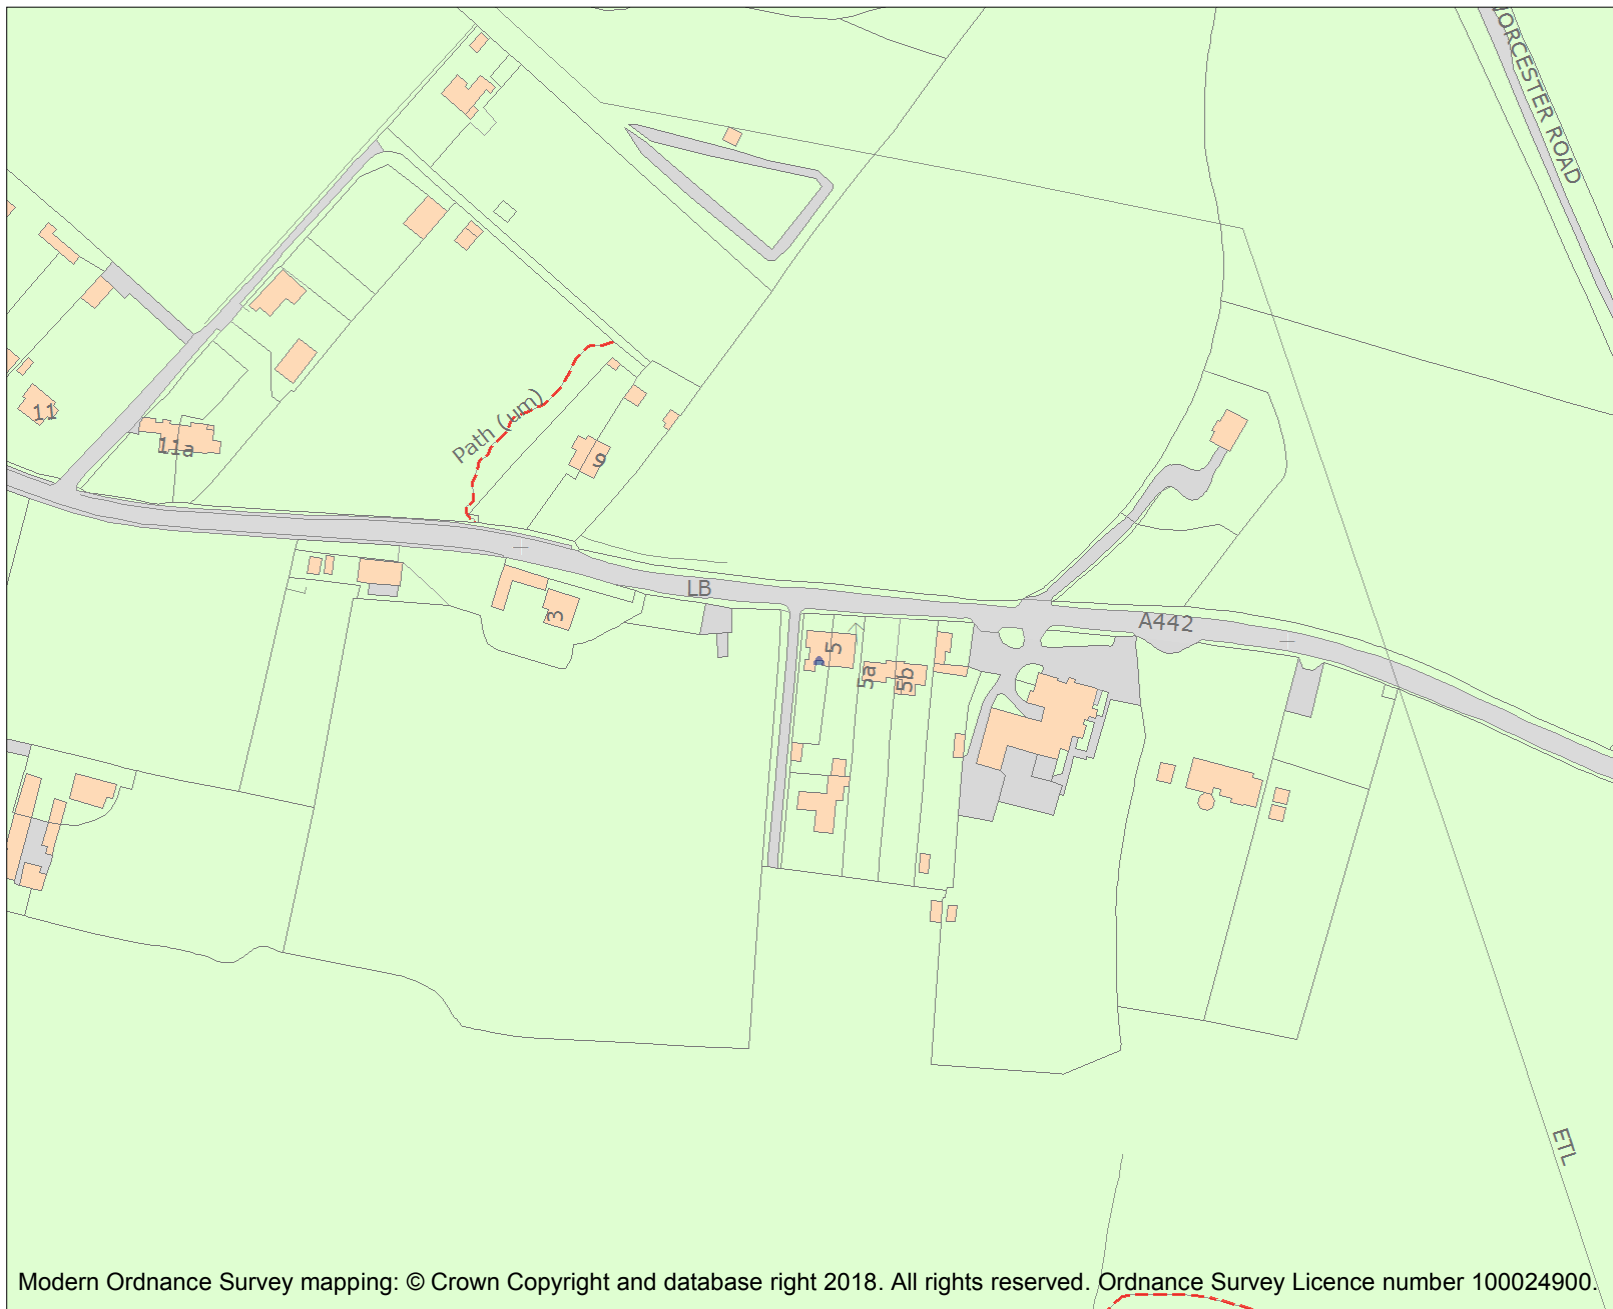 WORCESTER ROAD
11
11a
Path (um)
9
LB
3
A442
5
5a
5b
ETL
Modern Ordnance Survey mapping: © Crown Copyright and database right 2018. All rights reserved. Ordnance Survey Licence number 100024900.